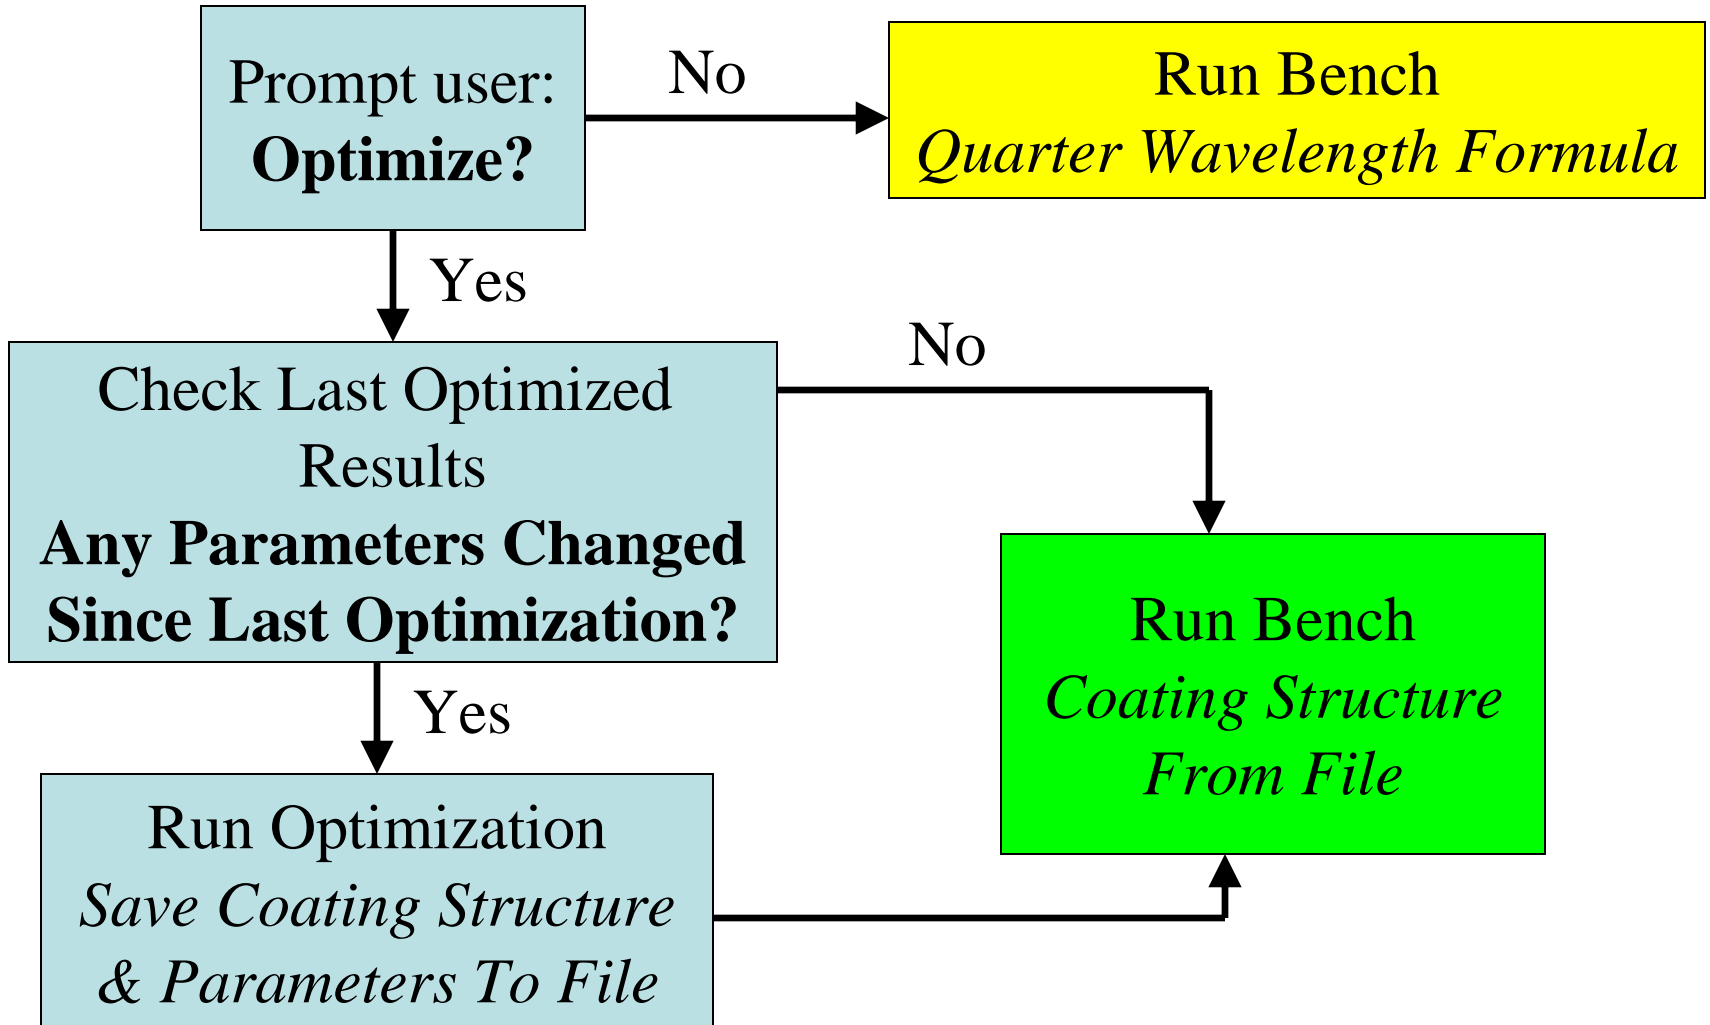 Prompt user:
Optimize?
No
Run Bench
Quarter Wavelength Formula
Yes
Check Last Optimized
Results
Any Parameters Changed
Since Last Optimization?
No
Run Bench
Coating Structure
From File
Yes
Run Optimization
Save Coating Structure
& Parameters To File